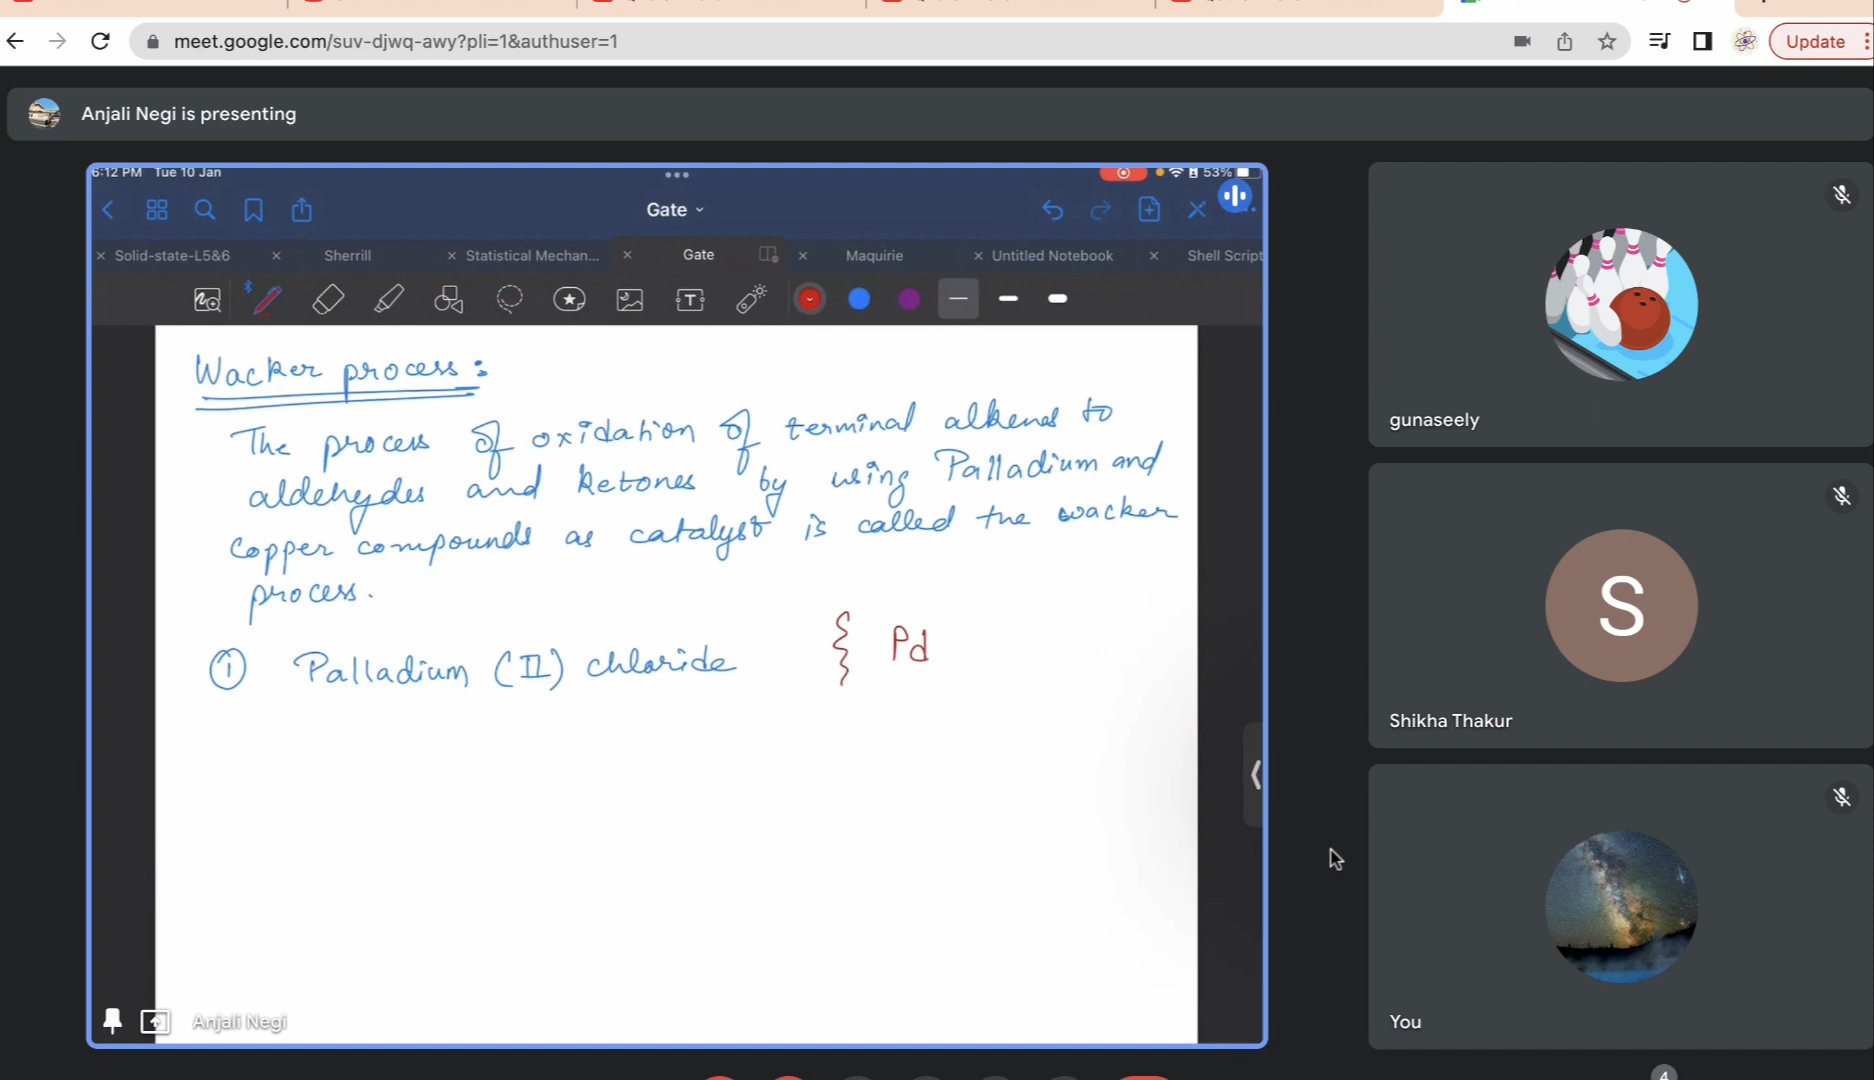 meet.google.com/suv-djwq-awy?pli=1&authuser=1
Update
Anjali Negi is presenting
6:12 PM Tue 10 Jan
53%
Gate
Solid-state-L5&6
Sherrill
Statistical Mechan...
Gate
Maquirie
Untitled Notebook
Shell Script
T
Wacker process :
The process of oxidation of terminal alkenes to
aldehydes and ketones by using Palladium and
Copper compounds as catalyst is called the wacker
process.
① Palladium (II) chloride
Pd
Anjali Negi
gunaseely
S
Shikha Thakur
You
4